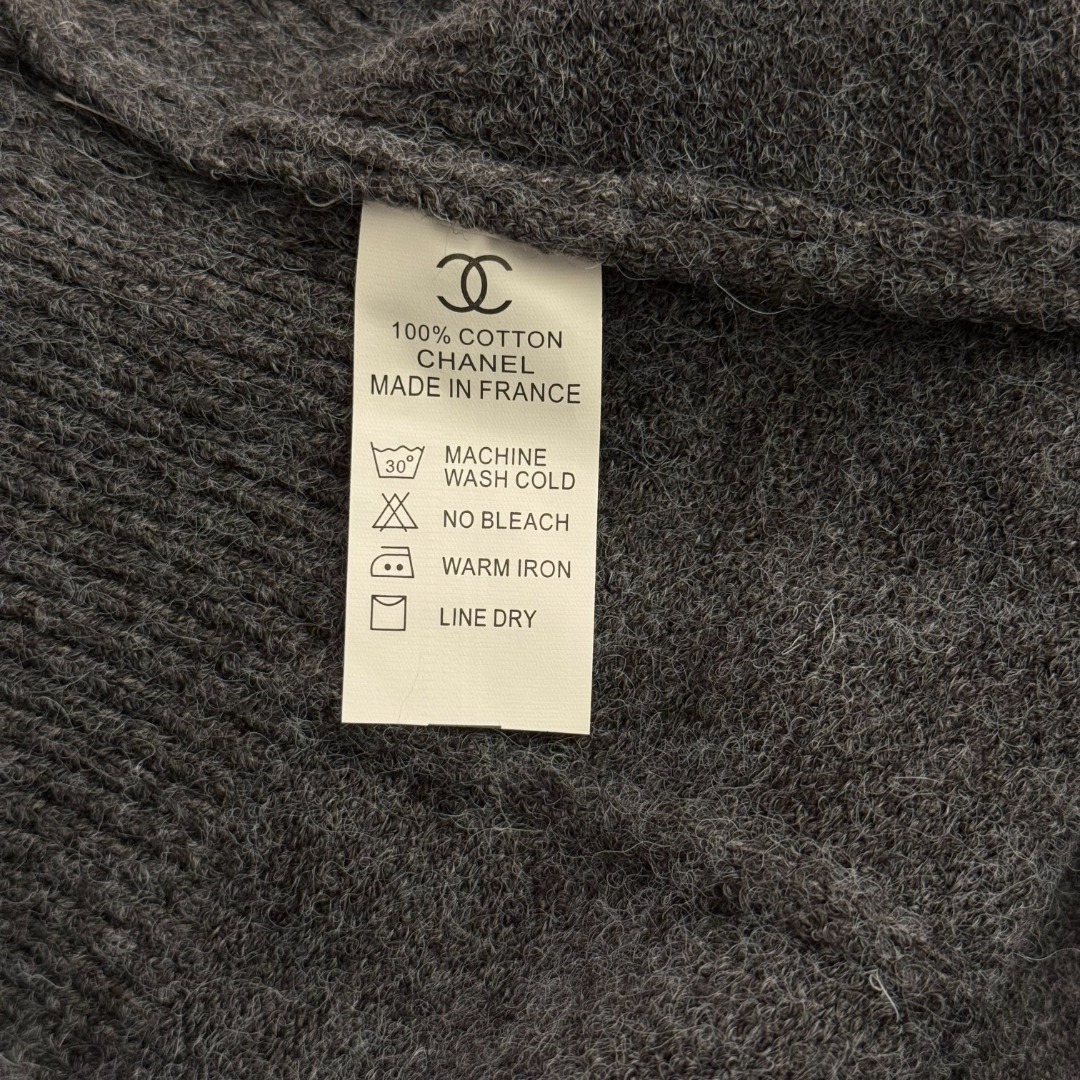 100% COTTON
CHANEL
MADE IN FRANCE
30°
MACHINE
WASH COLD
NO BLEACH
WARM IRON
LINE DRY